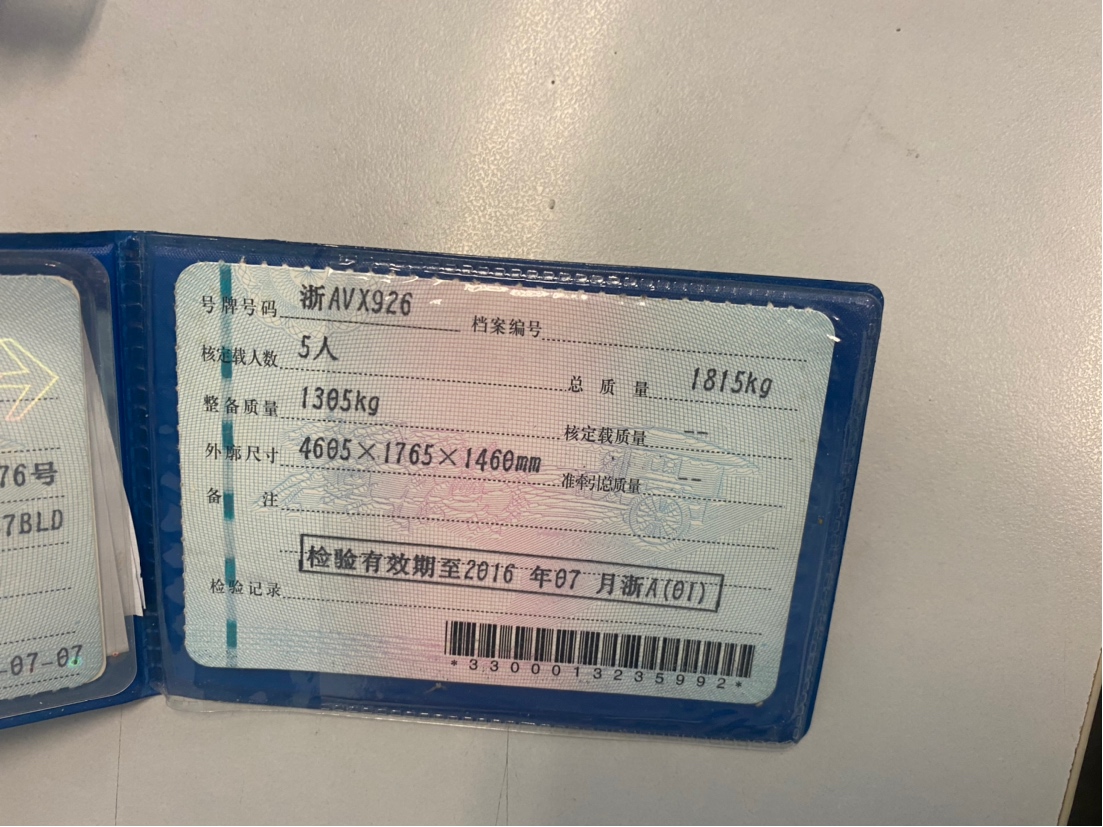 76号
7BLD
-07-07
号牌号码 浙AVX926 档案编号
核定载人数 5人 总质量 1815kg
整备质量 1305kg 核定载质量 --
外廓尺寸 4605×1765×1460mm 准牵引总质量 --
备注
检验有效期至2016 年07 月浙A(01)
检验记录
*3300013235992*